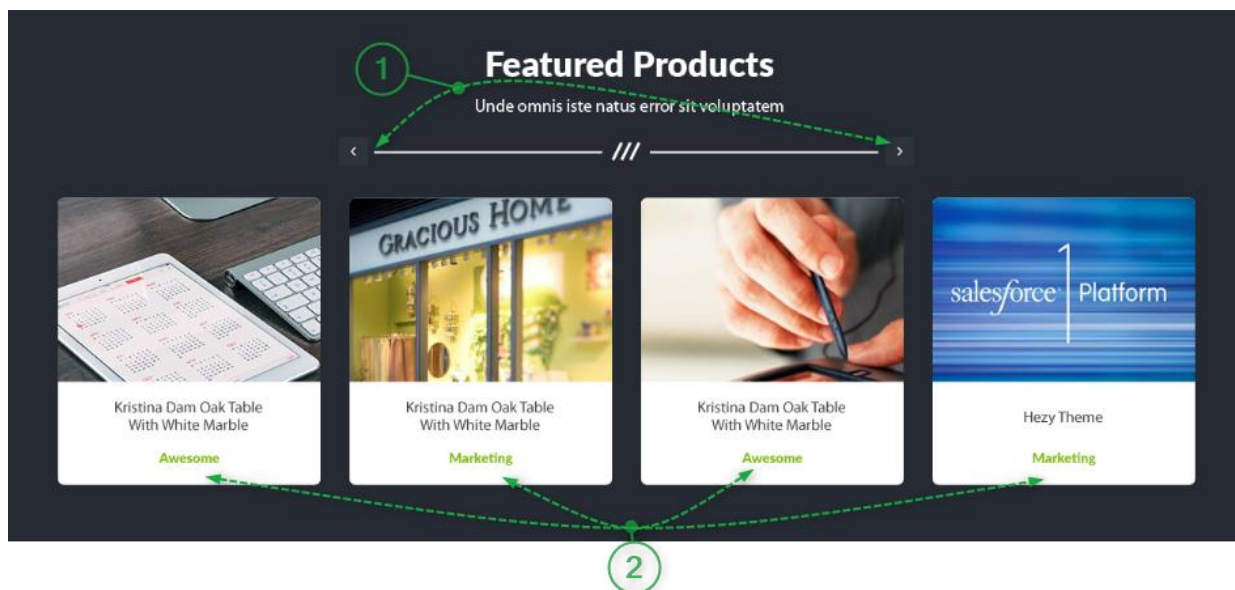 1
Featured Products
Unde omnis iste natus error sit voluptatem
‹ /// ›
GRACIOUS HOME
salesforce 1 Platform
Kristina Dam Oak Table
With White Marble
Awesome
Kristina Dam Oak Table
With White Marble
Marketing
Kristina Dam Oak Table
With White Marble
Awesome
Hezy Theme
Marketing
2